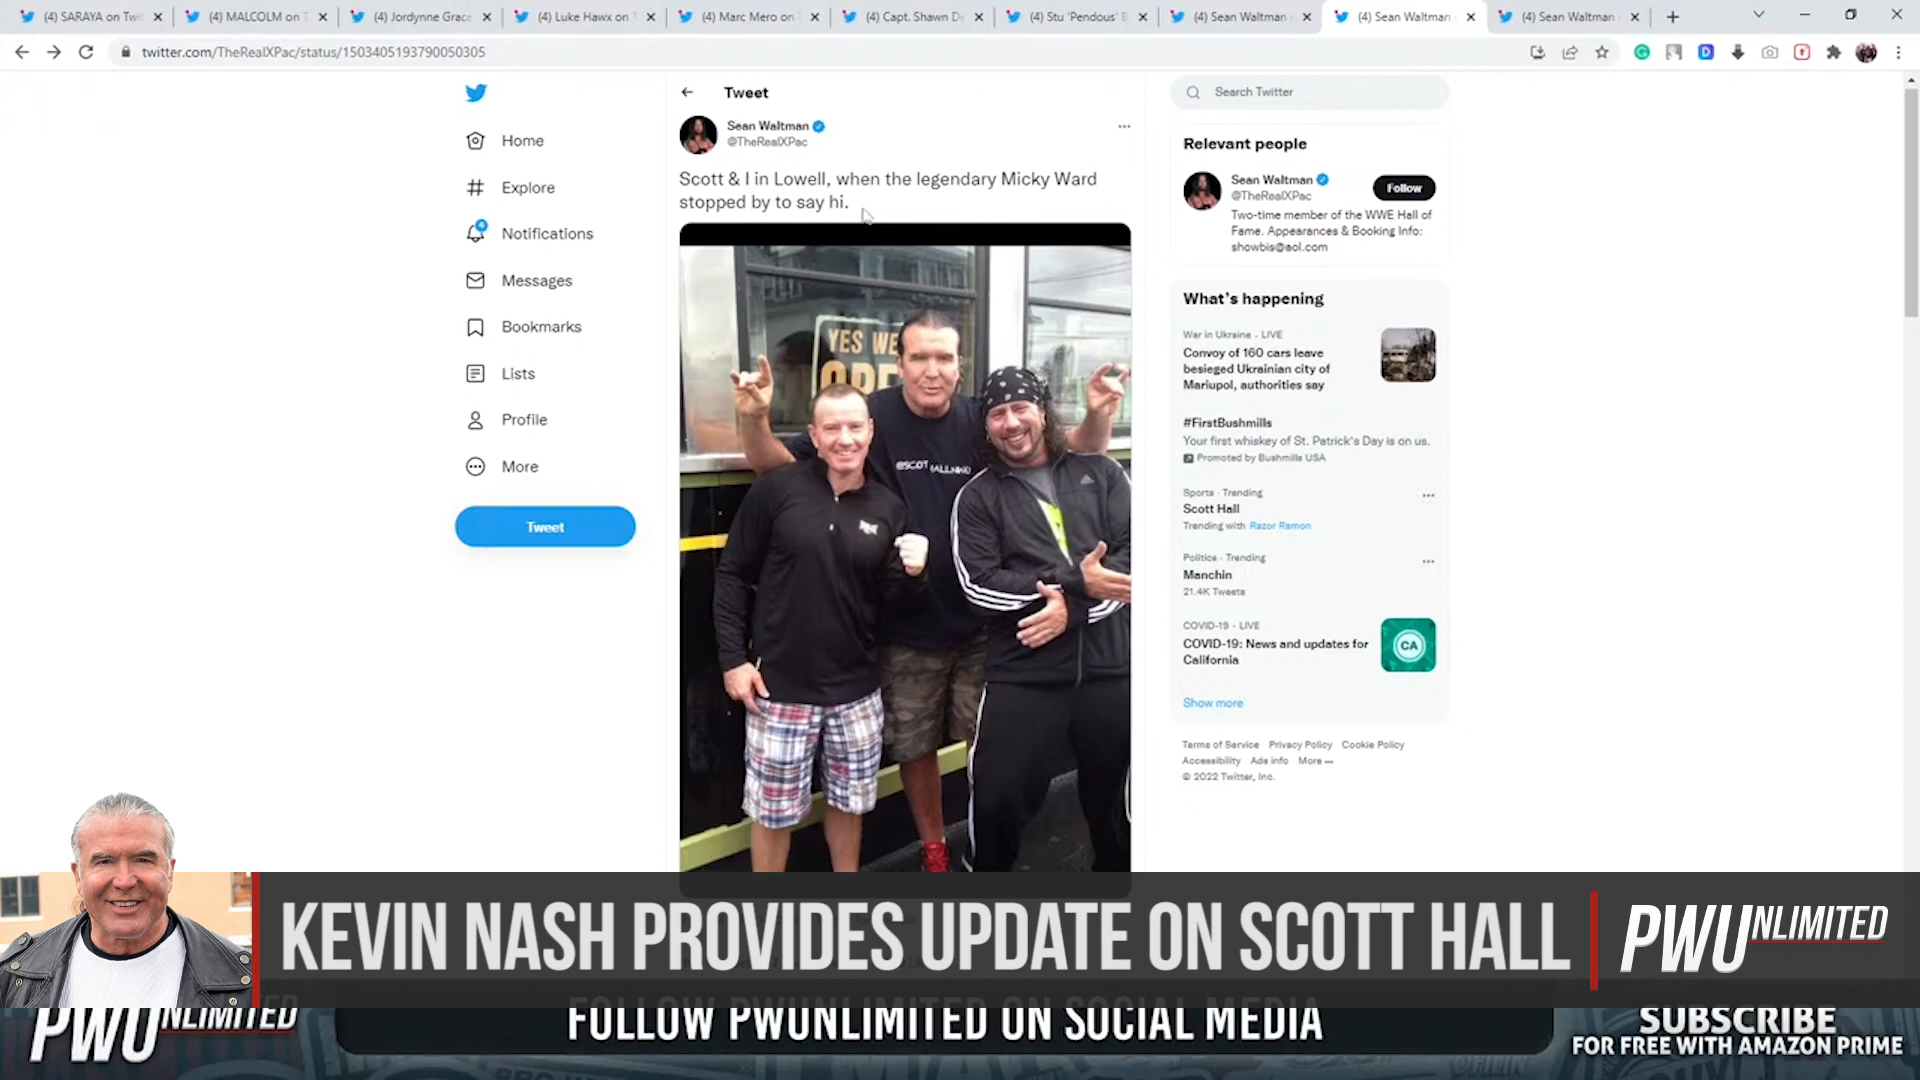 (4) SARAYA on Twit
(4) MALCOLM on T
(4) Jordynne Grace
(4) Luke Hawx on T
(4) Marc Mero on T
(4) Capt. Shawn D
(4) Stu 'Pendous' B
(4) Sean Waltman
(4) Sean Waltman
(4) Sean Waltman
twitter.com/TheRealXPac/status/1503405193790050305
Home
Explore
4
Notifications
Messages
Bookmarks
Lists
Profile
More
Tweet
Tweet
Sean Waltman
@TheRealXPac
Scott & I in Lowell, when the legendary Micky Ward
stopped by to say hi.
YES WE
OPE
@SCOTTHALLNWO
Search Twitter
Relevant people
Sean Waltman
@TheRealXPac
Follow
Two-time member of the WWE Hall of
Fame. Appearances & Booking Info:
showbis@aol.com
What's happening
War in Ukraine · LIVE
Convoy of 160 cars leave
besieged Ukrainian city of
Mariupol, authorities say
#FirstBushmills
Your first whiskey of St. Patrick's Day is on us.
Promoted by Bushmills USA
Sports · Trending
Scott Hall
Trending with Razor Ramon
Politics · Trending
Manchin
21.4K Tweets
COVID-19 · LIVE
COVID-19: News and updates for
California
CA
Show more
Terms of Service Privacy Policy Cookie Policy
Accessibility Ads info More
© 2022 Twitter, Inc.
KEVIN NASH PROVIDES UPDATE ON SCOTT HALL
PWUNLIMITED
PWUNLIMITED
FOLLOW PWUNLIMITED ON SOCIAL MEDIA
SUBSCRIBE
FOR FREE WITH AMAZON PRIME